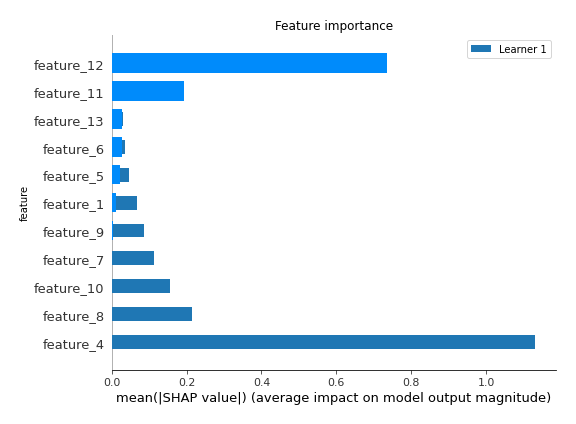 Feature importance
Learner 1
feature_12
feature_11
feature_13
feature_6
feature_5
feature_1
feature_9
feature_7
feature_10
feature_8
feature_4
feature
0.0 0.2 0.4 0.6 0.8 1.0
mean(|SHAP value|) (average impact on model output magnitude)